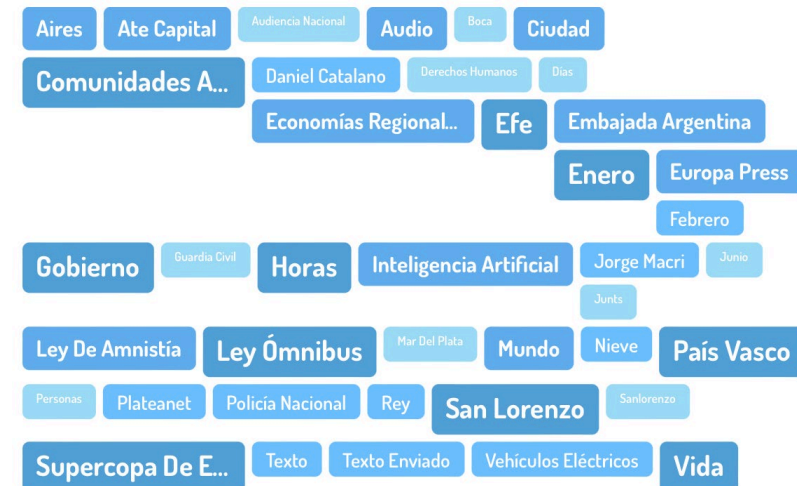 Aires Ate Capital Audiencia Nacional Audio Boca Ciudad
Comunidades A... Daniel Catalano Derechos Humanos Días
Economías Regional... Efe Embajada Argentina
Enero Europa Press
Febrero
Gobierno Guardia Civil Horas Inteligencia Artificial Jorge Macri Junio
Junts
Ley De Amnistía Ley Ómnibus Mar Del Plata Mundo Nieve País Vasco
Personas Plateanet Policía Nacional Rey San Lorenzo Sanlorenzo
Supercopa De E... Texto Texto Enviado Vehículos Eléctricos Vida